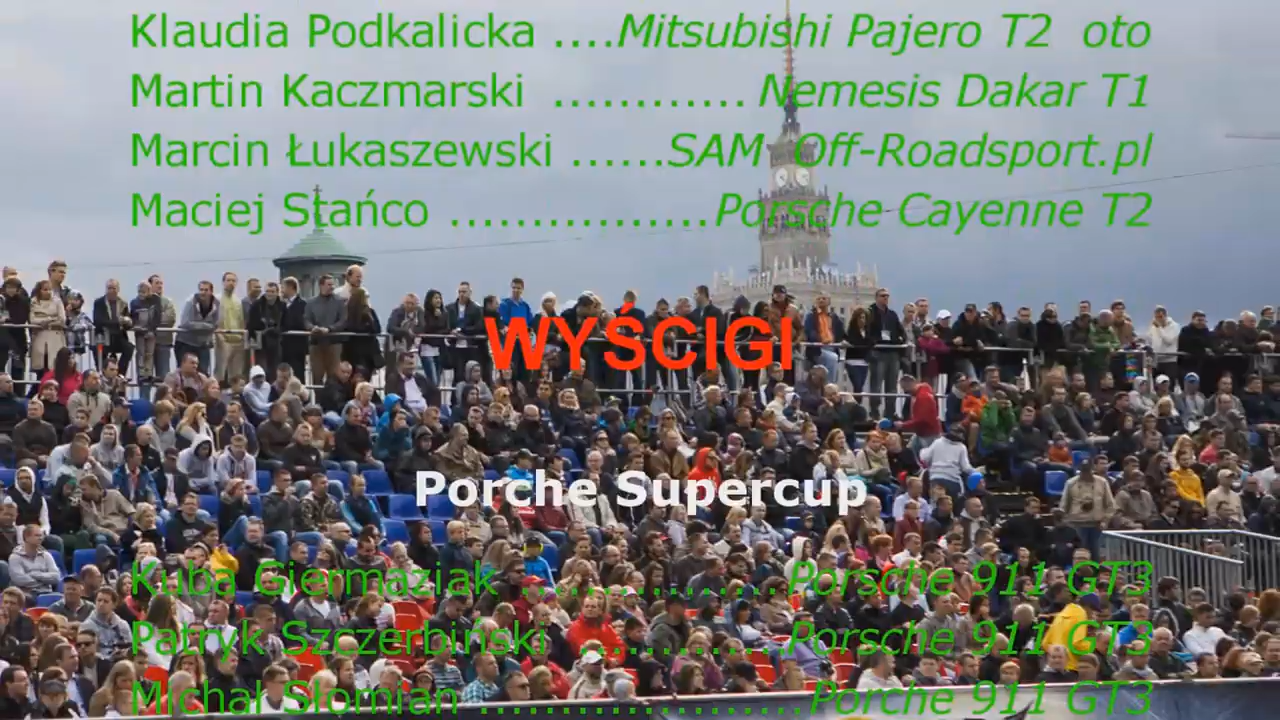 Klaudia Podkalicka ....Mitsubishi Pajero T2 oto
Martin Kaczmarski ............ Nemesis Dakar T1
Marcin Łukaszewski ......SAM Off-Roadsport.pl
Maciej Stańco ................Porsche Cayenne T2
WYŚCIGI
Porche Supercup
Kuba Giermaziak ................Porsche 911 GT3
Patryk Szczerbiński .............Porsche 911 GT3
Michał Słomian ....................Porche 911 GT3